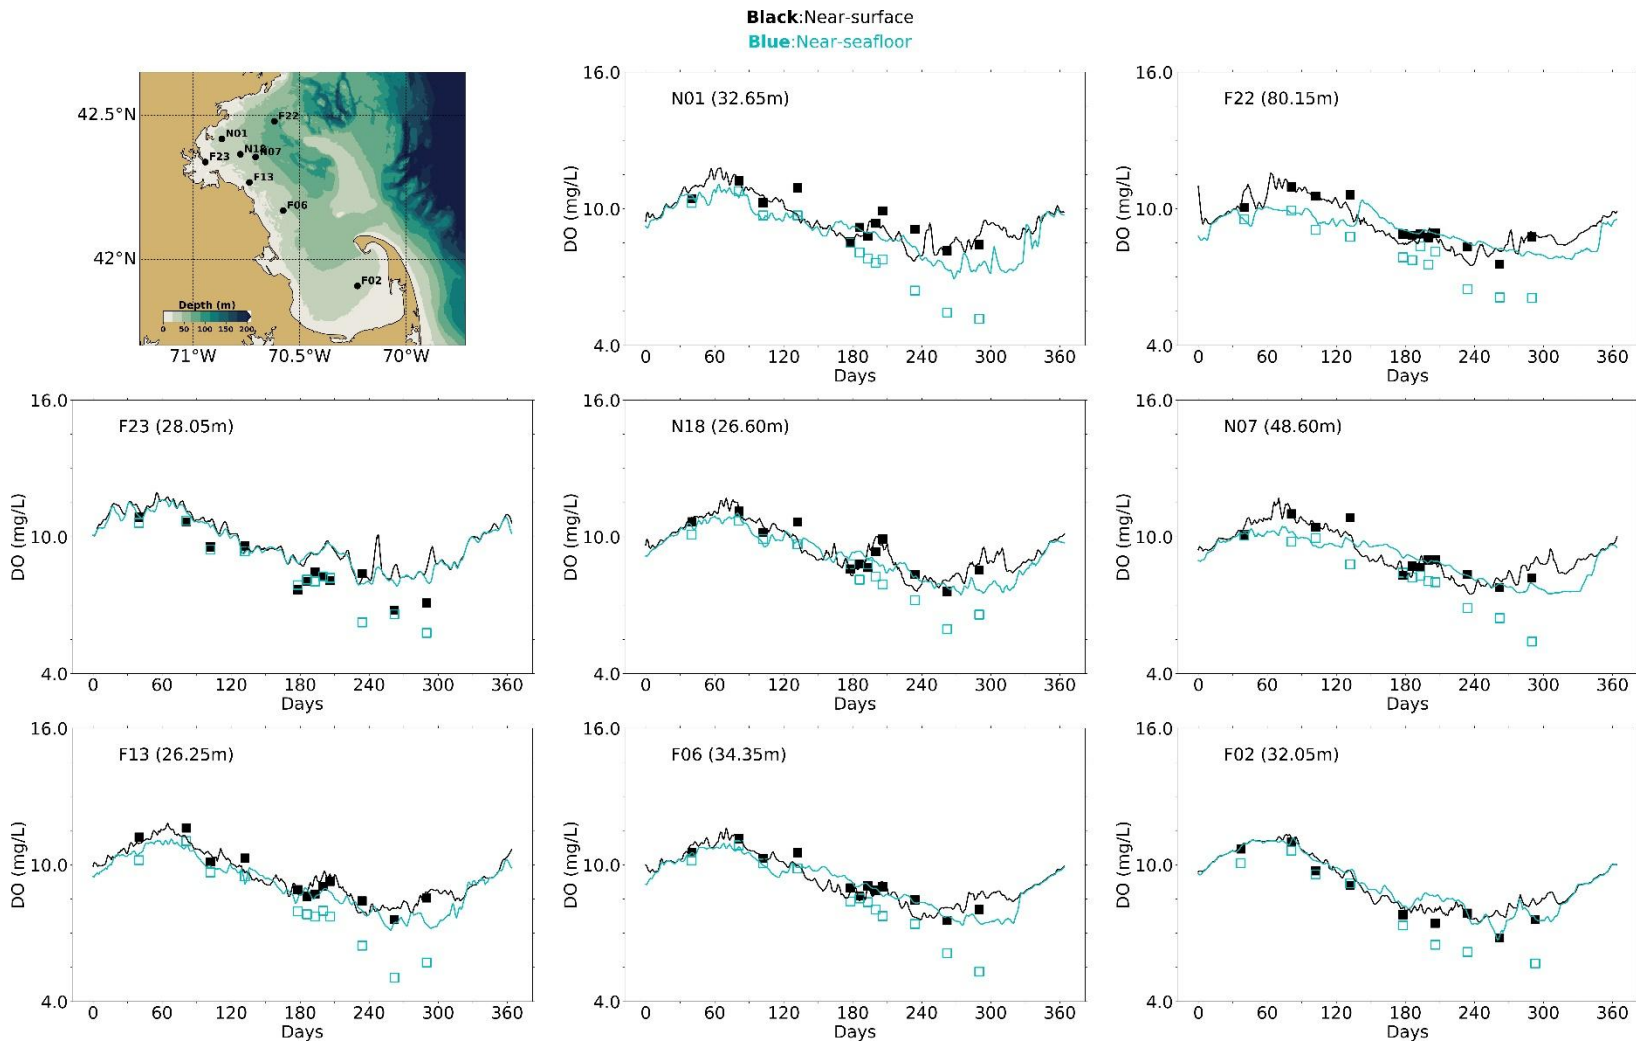 Black:Near-surface
Blue:Near-seafloor
42.5°N
42°N
71°W 70.5°W 70°W
N01
F22
F23
N18
N07
F13
F06
F02
Depth (m)
0 50 100 150 200
N01 (32.65m)
16.0
10.0
4.0
DO (mg/L)
0 60 120 180 240 300 360
Days
F22 (80.15m)
16.0
10.0
4.0
DO (mg/L)
0 60 120 180 240 300 360
Days
F23 (28.05m)
16.0
10.0
4.0
DO (mg/L)
0 60 120 180 240 300 360
Days
N18 (26.60m)
16.0
10.0
4.0
DO (mg/L)
0 60 120 180 240 300 360
Days
N07 (48.60m)
16.0
10.0
4.0
DO (mg/L)
0 60 120 180 240 300 360
Days
F13 (26.25m)
16.0
10.0
4.0
DO (mg/L)
0 60 120 180 240 300 360
Days
F06 (34.35m)
16.0
10.0
4.0
DO (mg/L)
0 60 120 180 240 300 360
Days
F02 (32.05m)
16.0
10.0
4.0
DO (mg/L)
0 60 120 180 240 300 360
Days